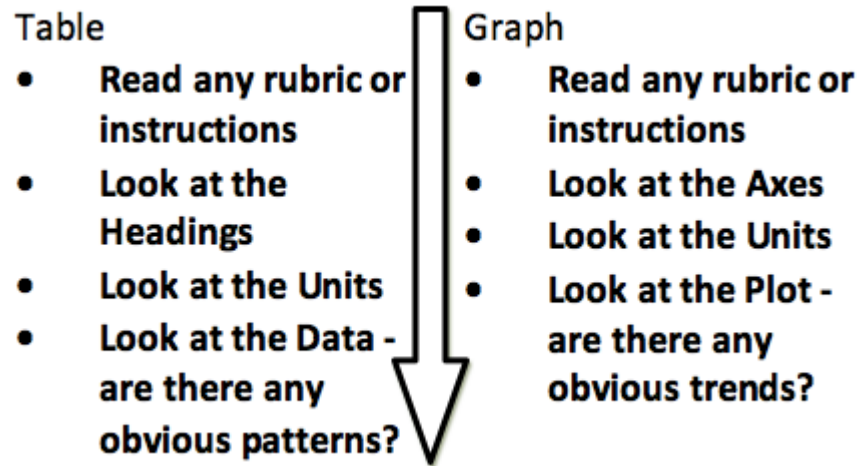 Table
• Read any rubric or
instructions
• Look at the
Headings
• Look at the Units
• Look at the Data -
are there any
obvious patterns?
Graph
• Read any rubric or
instructions
• Look at the Axes
• Look at the Units
• Look at the Plot -
are there any
obvious trends?